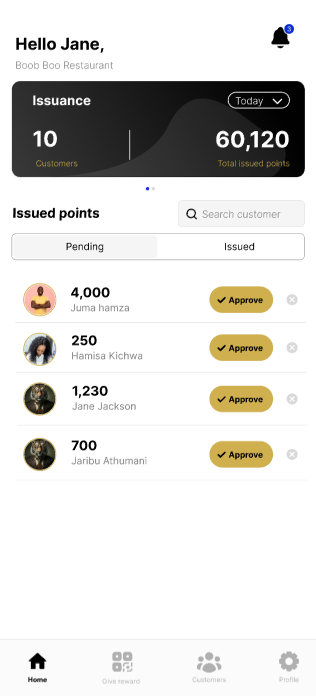 Hello Jane,
3
Boob Boo Restaurant
Issuance
Today
10
60,120
Customers
Total issued points
Issued points
Search customer
Pending
Issued
4,000
Juma hamza
Approve
250
Hamisa Kichwa
Approve
1,230
Jane Jackson
Approve
700
Jaribu Athumani
Approve
Home
Give reward
Customers
Profile